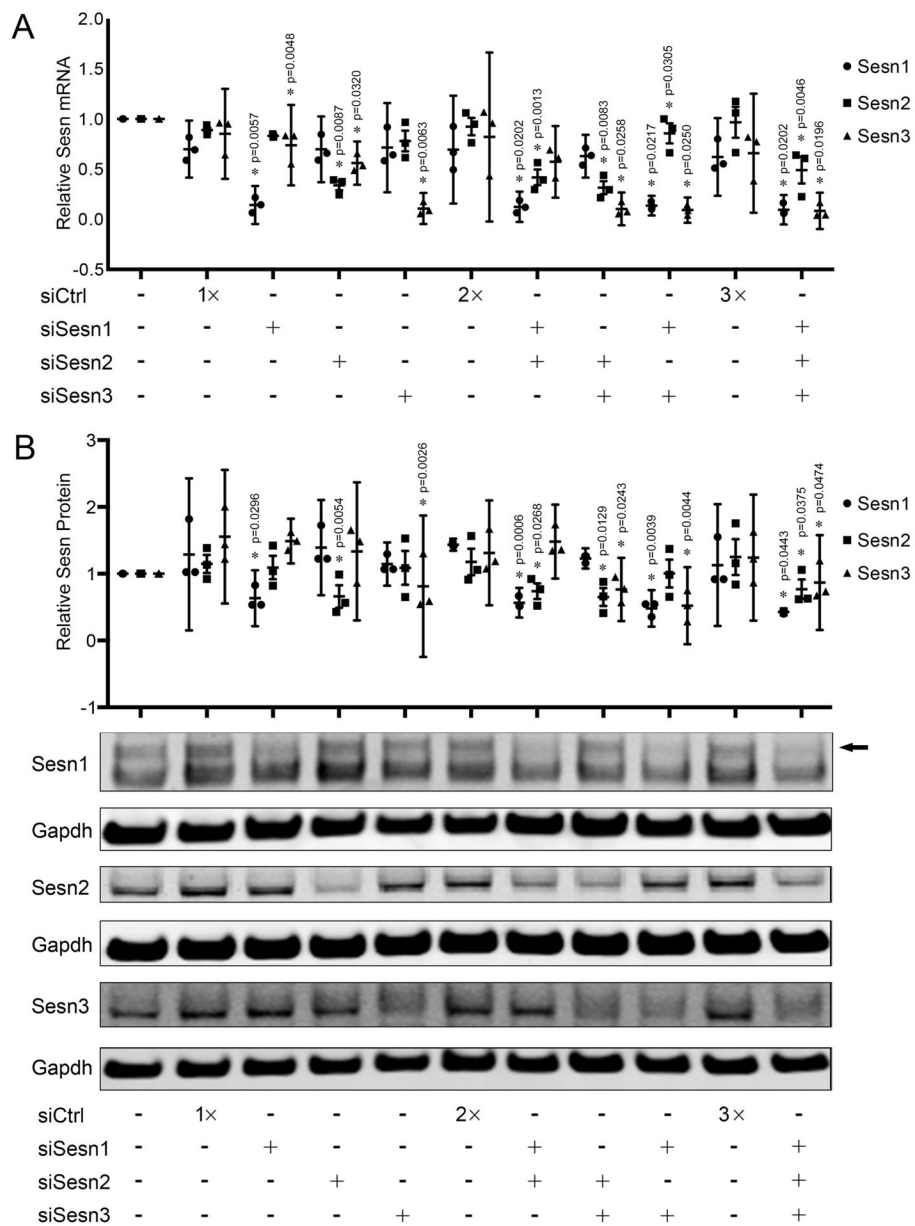 A
Relative Sesn mRNA
2.0
1.5
1.0
0.5
0.0
-0.5
* p=0.0057
* p=0.0048
* p=0.0087
* p=0.0320
* p=0.0063
* p=0.0202
* p=0.0013
* p=0.0083
* p=0.0258
* p=0.0217
* p=0.0305
* p=0.0250
* p=0.0202
* p=0.0046
* p=0.0196
Sesn1
Sesn2
Sesn3
siCtrl - 1× - - - 2× - - - 3× -
siSesn1 - - + - - - + - + - +
siSesn2 - - - + - - + + - - +
siSesn3 - - - - + - - + + - +
B
Relative Sesn Protein
3
2
1
0
-1
* p=0.0296
* p=0.0054
* p=0.0026
* p=0.0006
* p=0.0268
* p=0.0129
* p=0.0243
* p=0.0039
* p=0.0044
* p=0.0443
* p=0.0375
* p=0.0474
Sesn1
Sesn2
Sesn3
Sesn1
Gapdh
Sesn2
Gapdh
Sesn3
Gapdh
siCtrl - 1× - - - 2× - - - 3× -
siSesn1 - - + - - - + - + - +
siSesn2 - - - + - - + + - - +
siSesn3 - - - - + - - + + - +